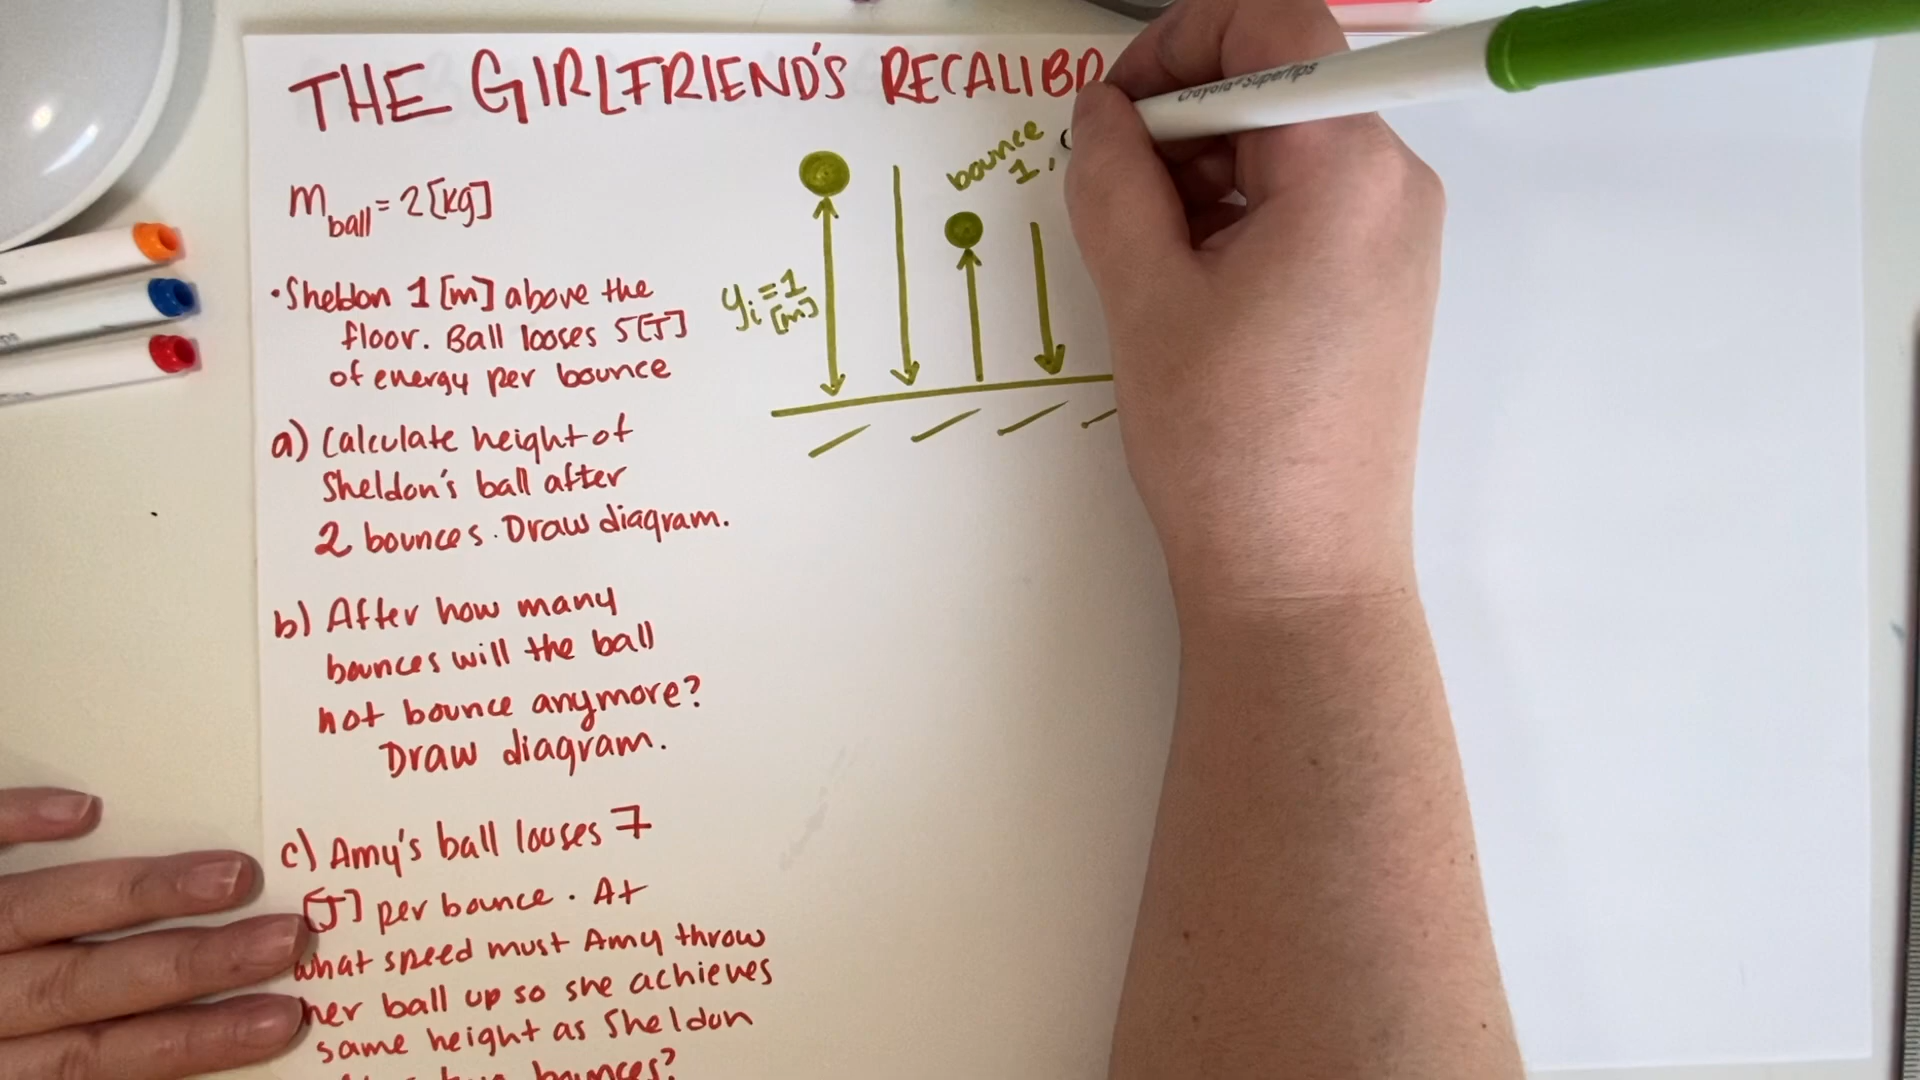 THE GIRLFRIEND'S RECALIBR
m ball = 2 [kg]
• Sheldon 1 [m] above the
floor. Ball looses 5 [J]
of energy per bounce
a) Calculate height of
Sheldon's ball after
2 bounces. Draw diagram.
b) After how many
bounces will the ball
not bounce anymore?
Draw diagram.
c) Amy's ball looses 7
[J] per bounce. At
what speed must Amy throw
her ball up so she achieves
same height as Sheldon
bounces?
yi = 1
[m]
bounce
1,
Crayola SuperTips